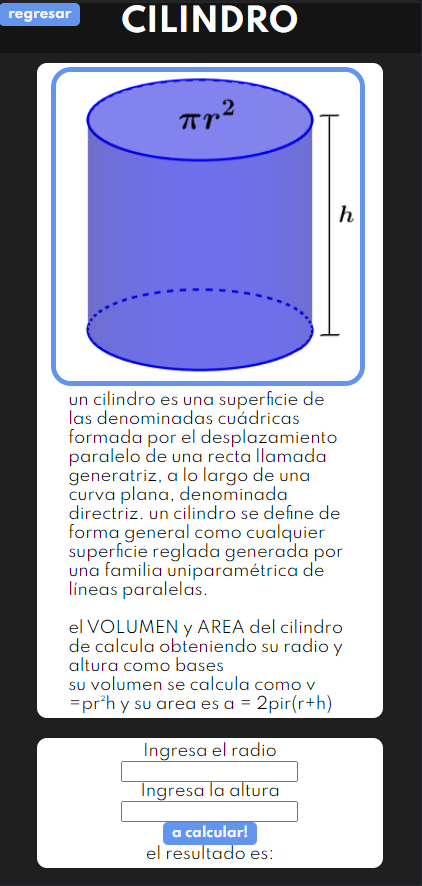 regresar
CILINDRO
πr²
h
un cilindro es una superficie de
las denominadas cuádricas
formada por el desplazamiento
paralelo de una recta llamada
generatriz, a lo largo de una
curva plana, denominada
directriz. un cilindro se define de
forma general como cualquier
superficie reglada generada por
una familia uniparamétrica de
líneas paralelas.
el VOLUMEN y AREA del cilindro
de calcula obteniendo su radio y
altura como bases
su volumen se calcula como v
=pr²h y su area es a = 2pir(r+h)
Ingresa el radio
Ingresa la altura
a calcular!
el resultado es: